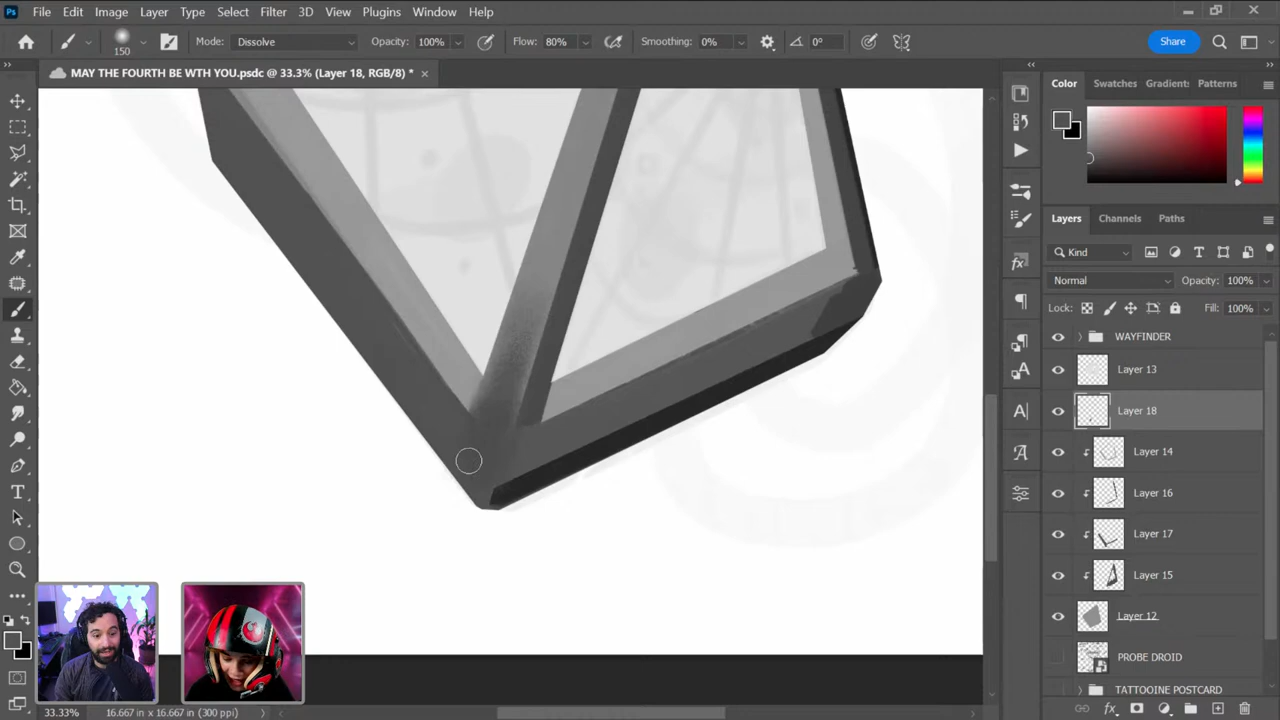 Ps File Edit Image Layer Type Select Filter 3D View Plugins Window Help
150 Mode: Dissolve Opacity: 100% Flow: 80% Smoothing: 0% 0° Share
MAY THE FOURTH BE WTH YOU.psdc @ 33.3% (Layer 18, RGB/8) *
Color Swatches Gradient: Patterns
Layers Channels Paths
Kind
Normal Opacity: 100%
Lock: Fill: 100%
WAYFINDER
Layer 13
Layer 18
Layer 14
Layer 16
Layer 17
Layer 15
Layer 12
PROBE DROID
TATTOOINE POSTCARD
33.33% 16.667 in x 16.667 in (300 ppi)